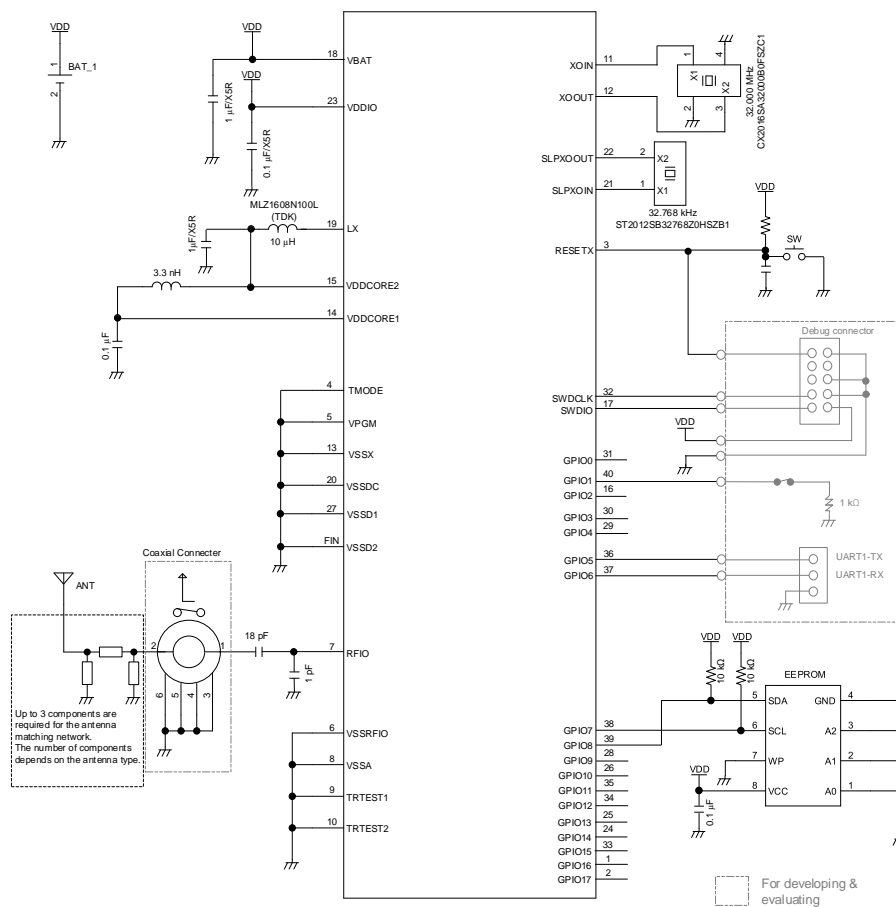 VDD
1
BAT_1
2
VDD
18
VBAT
1 μF/X5R
VDD
23
VDDIO
0.1 μF/X5R
MLZ1608N100L
(TDK)
10 μH
19
LX
1μF/X5R
3.3 nH
15
VDDCORE2
14
VDDCORE1
0.1 μF
4
TMODE
5
VPGM
13
VSSX
20
VSSDC
27
VSSD1
FIN
VSSD2
Coaxial Connecter
ANT
2
1
6
5
4
3
18 pF
1 pF
7
RFIO
Up to 3 components are
required for the antenna
matching network.
The number of components
depends on the antenna type.
6
VSSRFIO
8
VSSA
9
TRTEST1
10
TRTEST2
XOIN
11
XOOUT
12
1
4
X1
X2
2
3
32.000 MHz
CX2016SA32000B0FSZC1
SLPXOOUT
22
2
X2
SLPXOIN
21
1
X1
32.768 kHz
ST2012SB32768Z0HSZB1
RESETX
3
VDD
SW
Debug connector
SWDCLK
32
SWDIO
17
VDD
GPIO0
31
GPIO1
40
GPIO2
16
GPIO3
30
GPIO4
29
1 kΩ
GPIO5
36
UART1-TX
GPIO6
37
UART1-RX
VDD
VDD
10 kΩ
10 kΩ
EEPROM
5
SDA
GND
4
6
SCL
A2
3
7
WP
A1
2
8
VCC
A0
1
VDD
0.1 μF
GPIO7
38
GPIO8
39
GPIO9
28
GPIO10
26
GPIO11
35
GPIO12
34
GPIO13
25
GPIO14
24
GPIO15
33
GPIO16
1
GPIO17
2
For developing &
evaluating